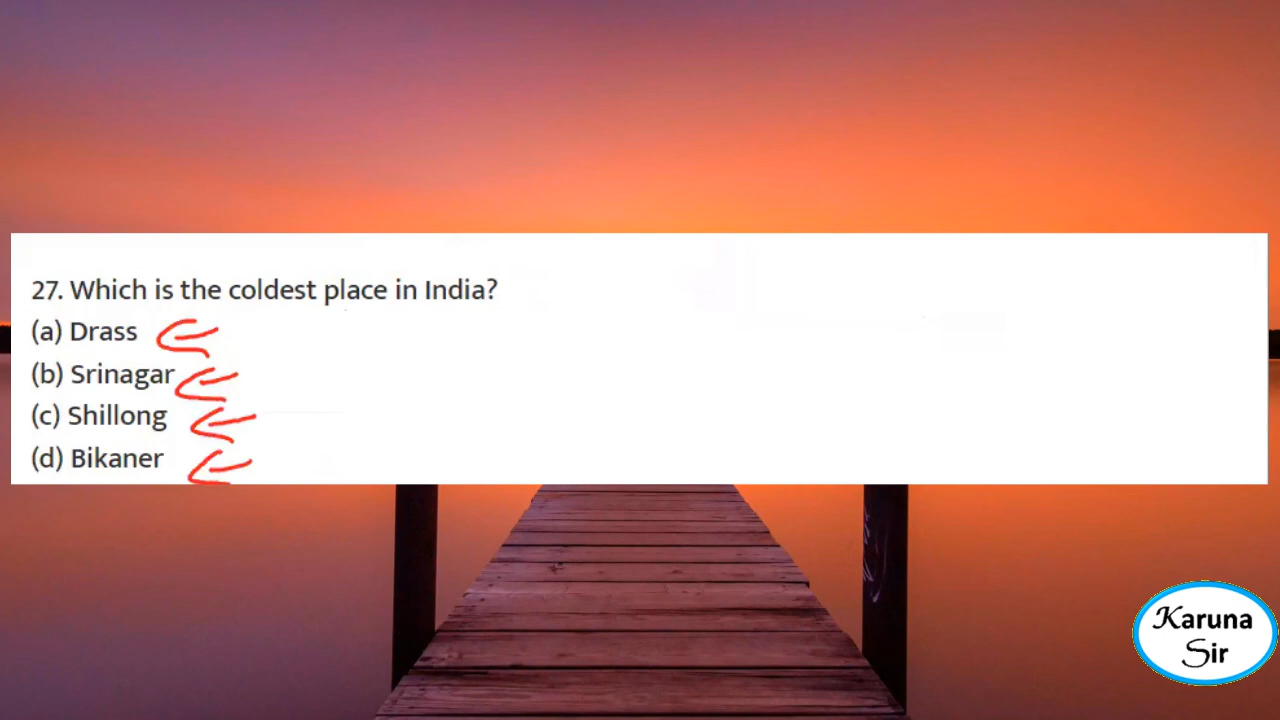 27. Which is the coldest place in India?
(a) Drass
(b) Srinagar
(c) Shillong
(d) Bikaner
Karuna
Sir